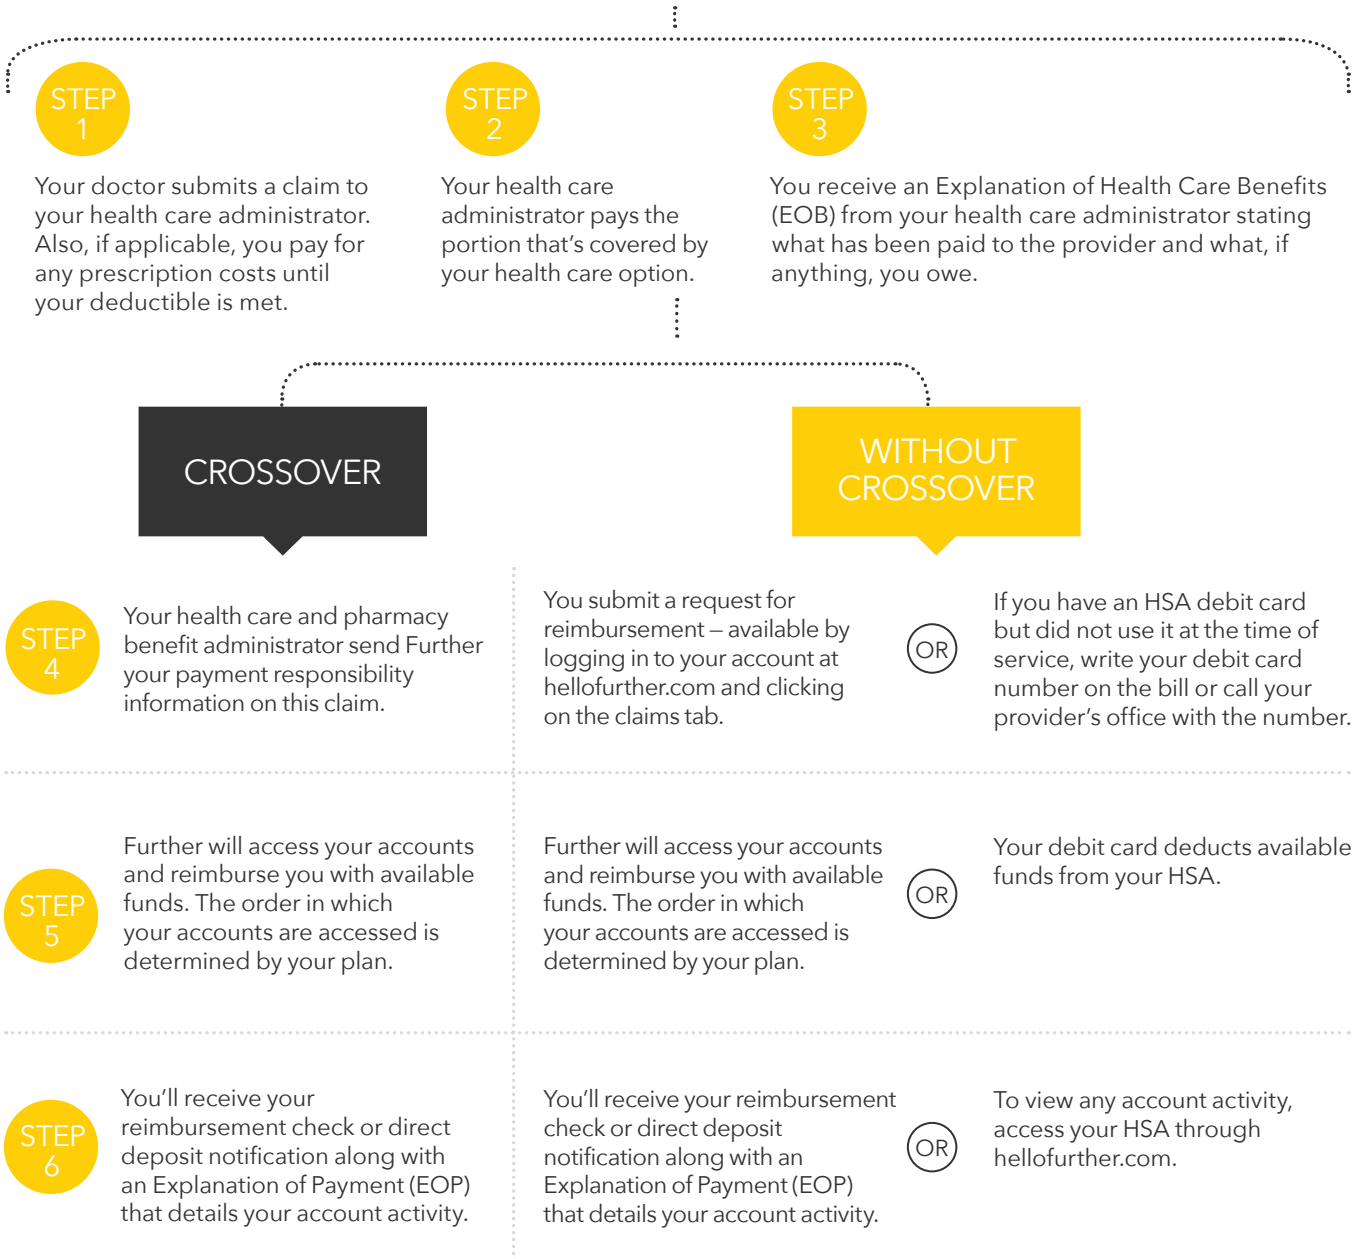 STEP
1
Your doctor submits a claim to
your health care administrator.
Also, if applicable, you pay for
any prescription costs until
your deductible is met.
STEP
2
Your health care
administrator pays the
portion that’s covered by
your health care option.
STEP
3
You receive an Explanation of Health Care Benefits
(EOB) from your health care administrator stating
what has been paid to the provider and what, if
anything, you owe.
CROSSOVER
WITHOUT
CROSSOVER
STEP
4
Your health care and pharmacy
benefit administrator send Further
your payment responsibility
information on this claim.
You submit a request for
reimbursement – available by
logging in to your account at
hellofurther.com and clicking
on the claims tab.
OR
If you have an HSA debit card
but did not use it at the time of
service, write your debit card
number on the bill or call your
provider’s office with the number.
STEP
5
Further will access your accounts
and reimburse you with available
funds. The order in which
your accounts are accessed is
determined by your plan.
Further will access your accounts
and reimburse you with available
funds. The order in which
your accounts are accessed is
determined by your plan.
OR
Your debit card deducts available
funds from your HSA.
STEP
6
You’ll receive your
reimbursement check or direct
deposit notification along with
an Explanation of Payment (EOP)
that details your account activity.
You’ll receive your reimbursement
check or direct deposit
notification along with an
Explanation of Payment (EOP)
that details your account activity.
OR
To view any account activity,
access your HSA through
hellofurther.com.